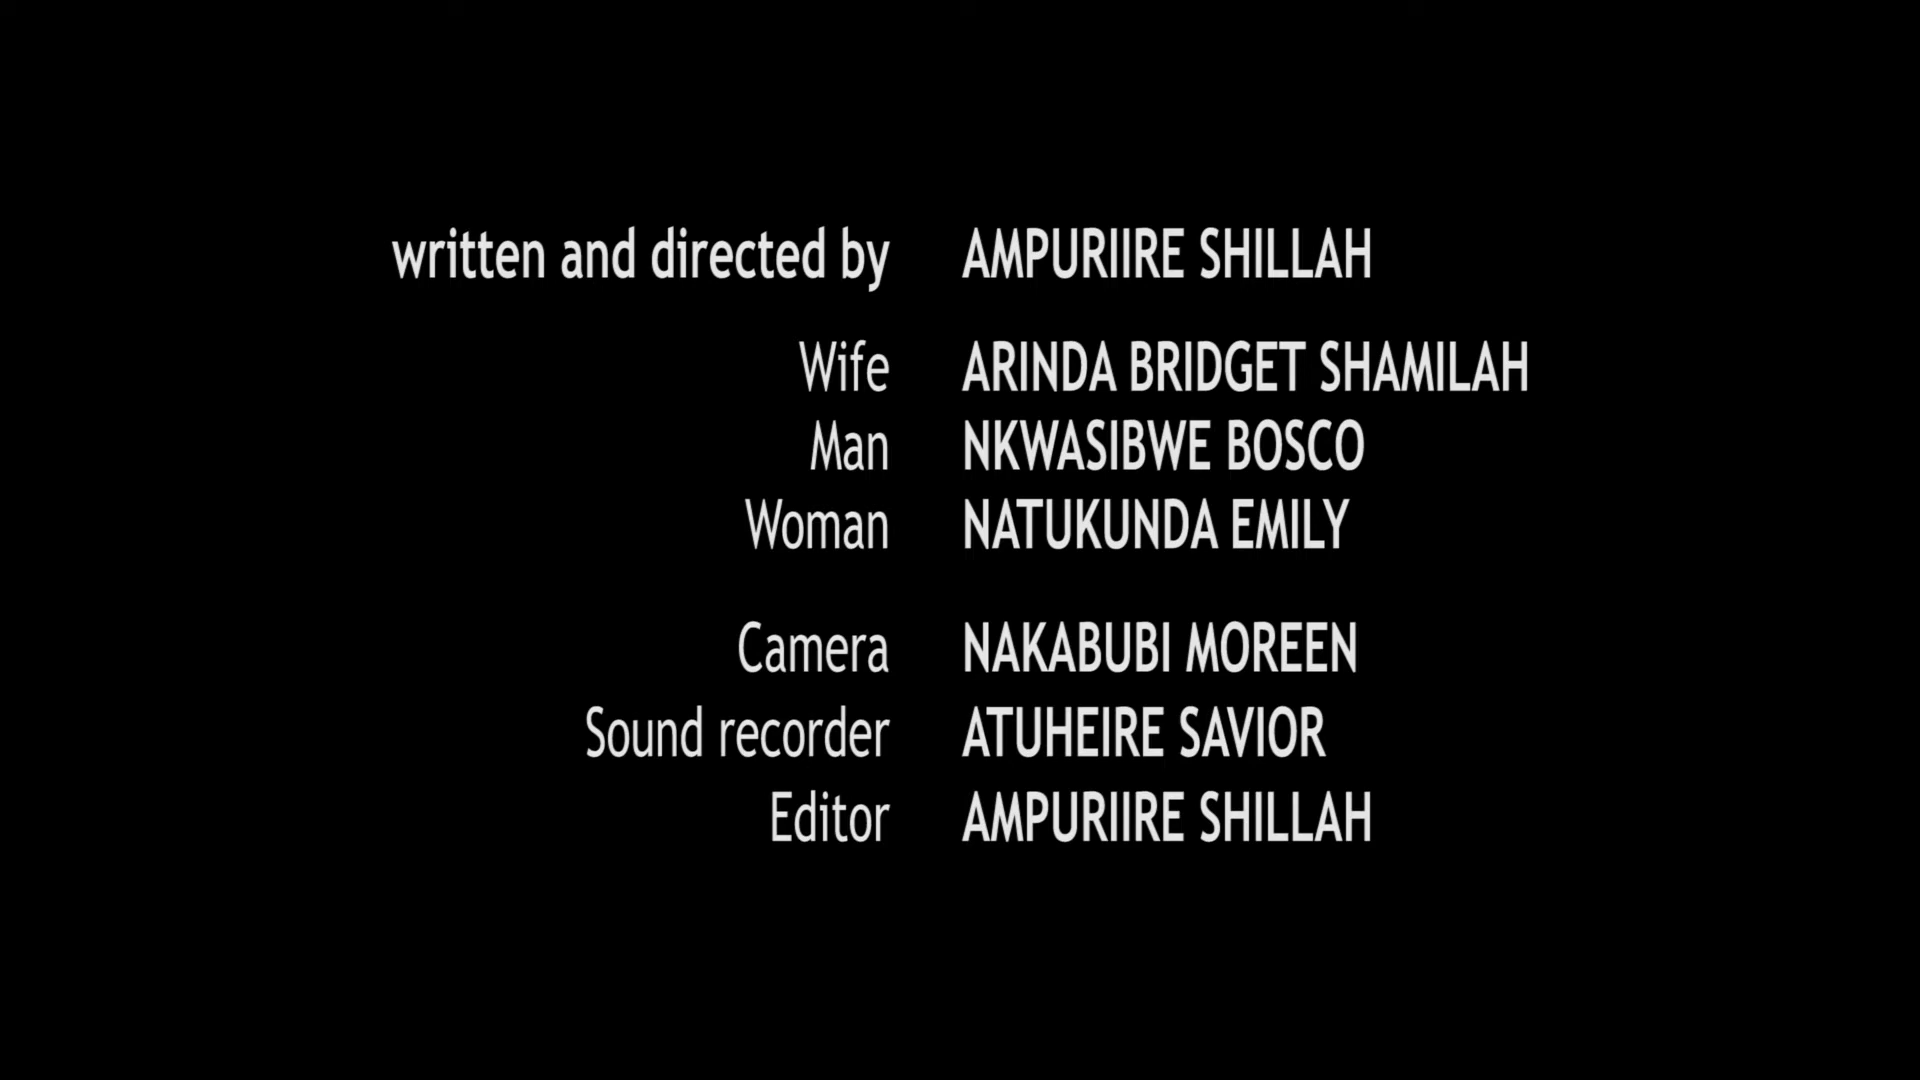 written and directed by AMPURIIRE SHILLAH
Wife ARINDA BRIDGET SHAMILAH
Man NKWASIBWE BOSCO
Woman NATUKUNDA EMILY
Camera NAKABUBI MOREEN
Sound recorder ATUHEIRE SAVIOR
Editor AMPURIIRE SHILLAH